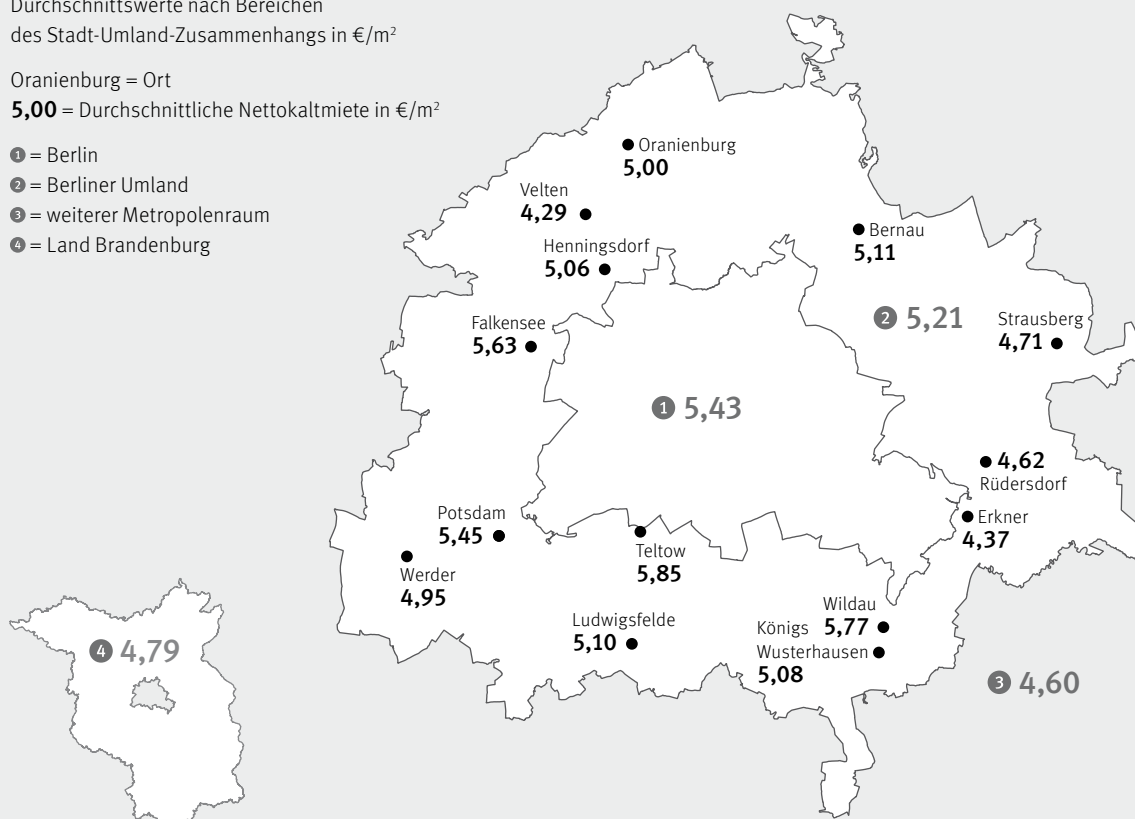 Durchschnittswerte nach Bereichen
des Stadt-Umland-Zusammenhangs in €/m²
Oranienburg = Ort
5,00 = Durchschnittliche Nettokaltmiete in €/m²
1 = Berlin
2 = Berliner Umland
3 = weiterer Metropolenraum
4 = Land Brandenburg
Oranienburg
5,00
Velten
4,29
Henningsdorf
5,06
Bernau
5,11
Falkensee
5,63
2 5,21
Strausberg
4,71
1 5,43
4,62
Rüdersdorf
Potsdam
5,45
Erkner
4,37
Teltow
5,85
Werder
4,95
Ludwigsfelde
5,10
Wildau
5,77
Königs
Wusterhausen
5,08
4 4,79
3 4,60